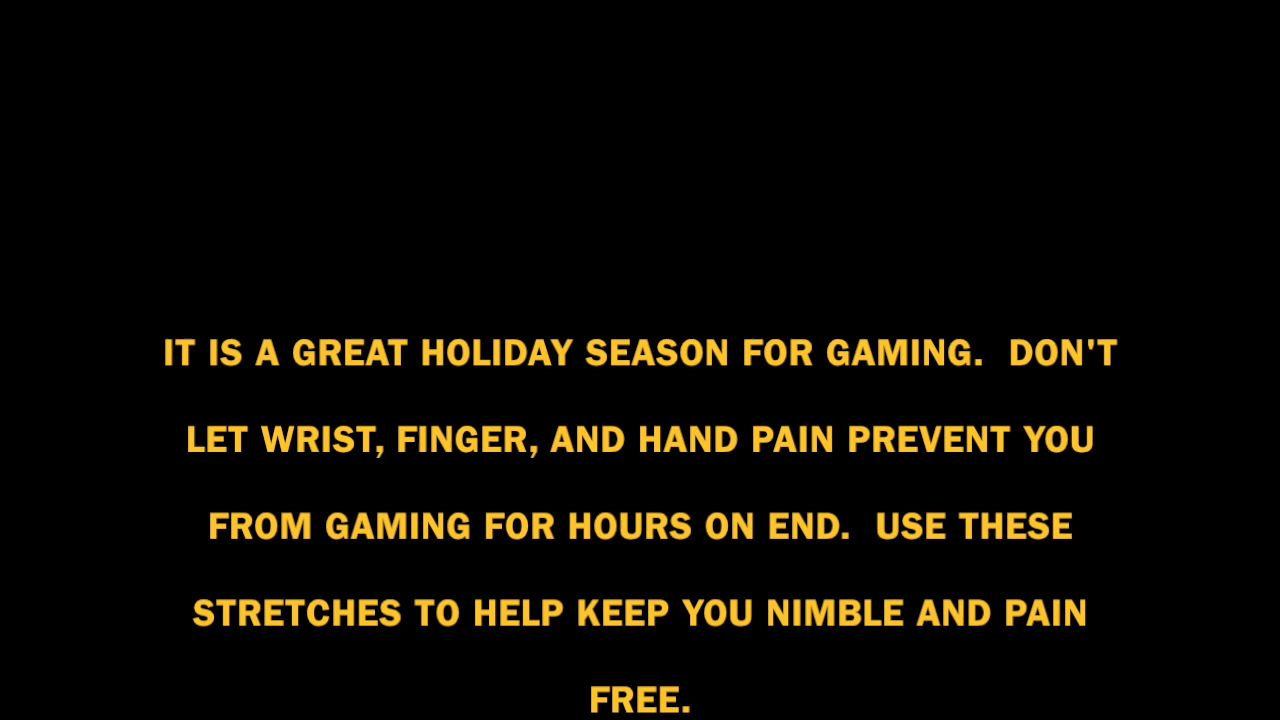 IT IS A GREAT HOLIDAY SEASON FOR GAMING.  DON'T
LET WRIST, FINGER, AND HAND PAIN PREVENT YOU
FROM GAMING FOR HOURS ON END.  USE THESE
STRETCHES TO HELP KEEP YOU NIMBLE AND PAIN
FREE.